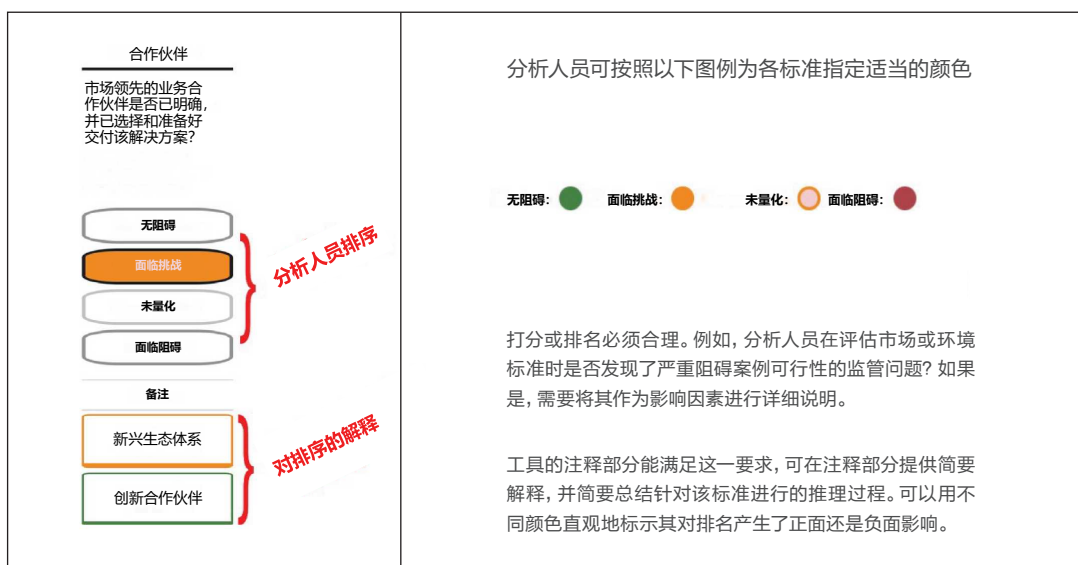 合作伙伴
市场领先的业务合
作伙伴是否已明确，
并已选择和准备好
交付该解决方案？
无阻碍
面临挑战
未量化
面临阻碍
分析人员排序
备注
新兴生态体系
创新合作伙伴
对排序的解释
分析人员可按照以下图例为各标准指定适当的颜色
无阻碍： 面临挑战： 未量化： 面临阻碍：
打分或排名必须合理。例如，分析人员在评估市场或环境
标准时是否发现了严重阻碍案例可行性的监管问题？如果
是，需要将其作为影响因素进行详细说明。
工具的注释部分能满足这一要求，可在注释部分提供简要
解释，并简要总结针对该标准进行的推理过程。可以用不
同颜色直观地标示其对排名产生了正面还是负面影响。